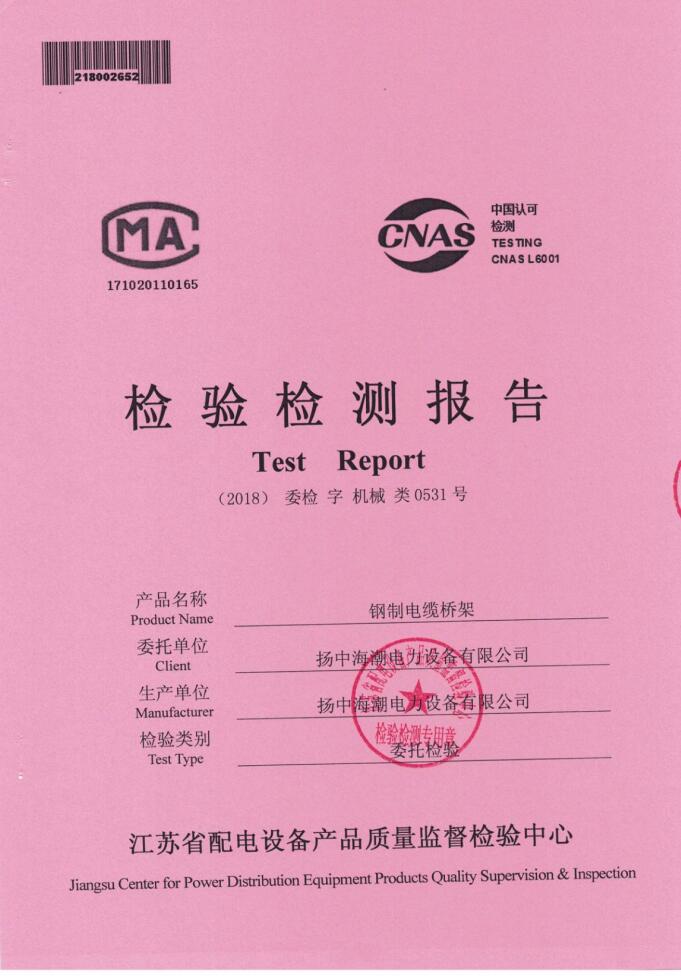 218002652
MA
171020110165
CNAS
中国认可
检测
TESTING
CNAS L6001
检验检测报告
Test Report
（2018） 委检 字 机械 类0531号
产品名称
Product Name
钢制电缆桥架
委托单位
Client
扬中海潮电力设备有限公司
生产单位
Manufacturer
扬中海潮电力设备有限公司
检验检测专用章
检验类别
Test Type
委托检验
江苏省配电设备产品质量监督检验中心
Jiangsu Center for Power Distribution Equipment Products Quality Supervision & Inspection